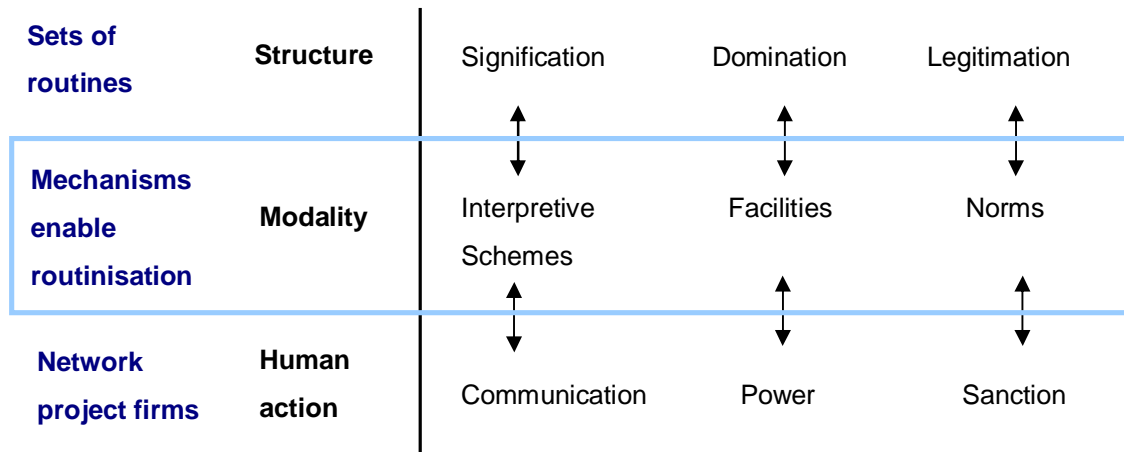 Sets of
routines
Structure
Signification
Domination
Legitimation
Mechanisms
enable
routinisation
Modality
Interpretive
Schemes
Facilities
Norms
Network
project firms
Human
action
Communication
Power
Sanction